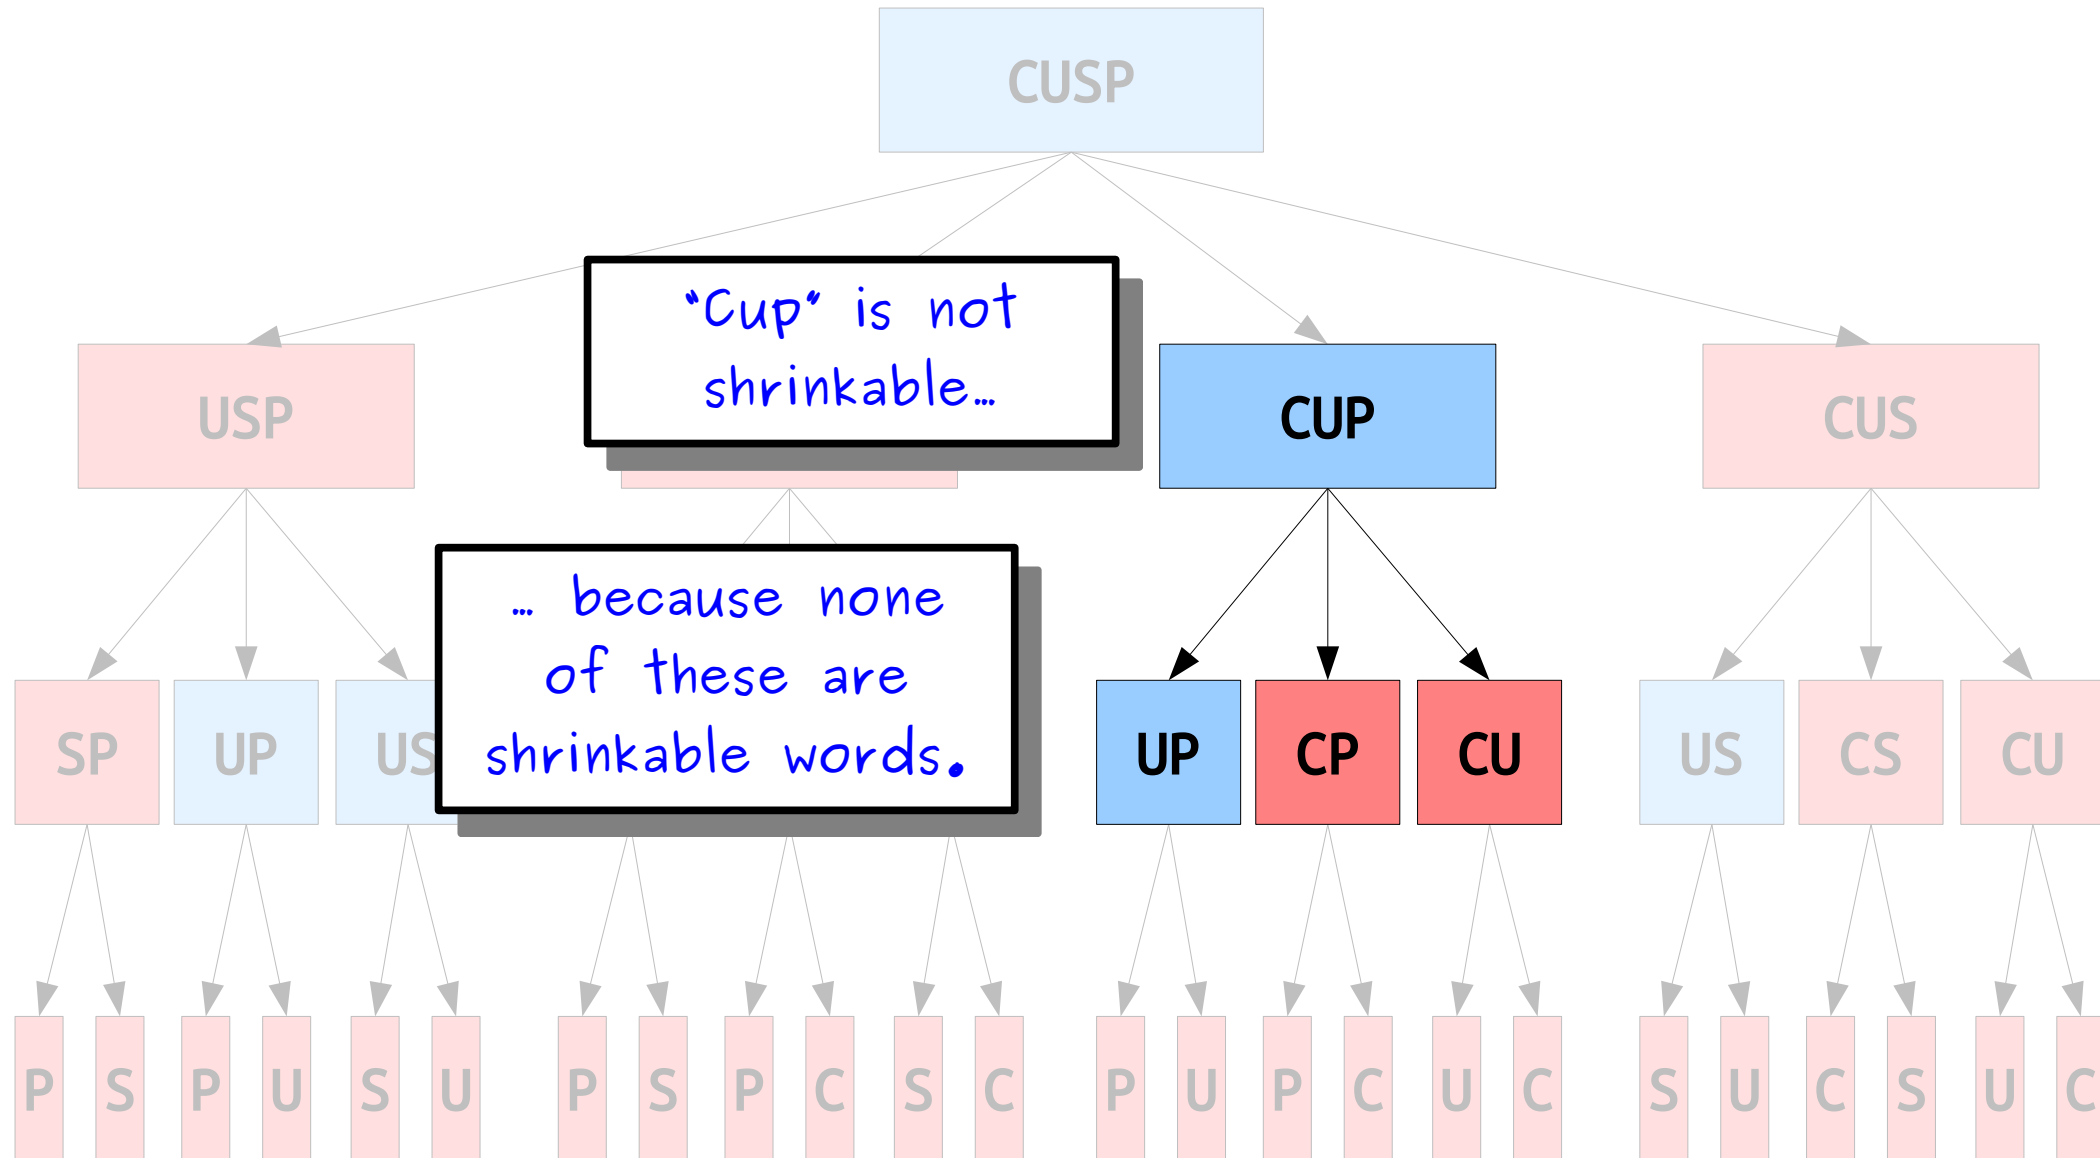 CUSP
"Cup" is not
shrinkable...
USP
CUP
CUS
... because none
of these are
shrinkable words.
SP UP US UP CP CU US CS CU
P S P U S U P S P C S C P U P C U C S U C S U C